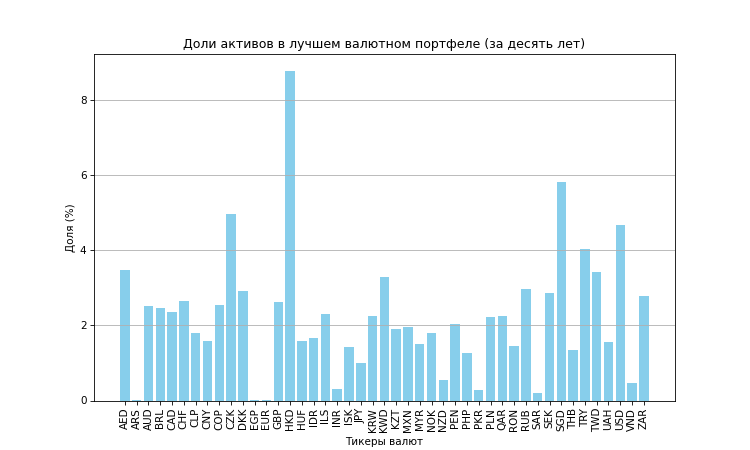 Доли активов в лучшем валютном портфеле (за десять лет)
Доля (%)
8
6
4
2
0
AED ARS AUD BRL CAD CHF CLP CNY COP CZK DKK EGP EUR GBP HKD HUF IDR ILS INR ISK JPY KRW KWD KZT MXN MYR NOK NZD PEN PHP PKR PLN QAR RON RUB SAR SEK SGD THB TRY TWD UAH USD VND ZAR
Тикеры валют